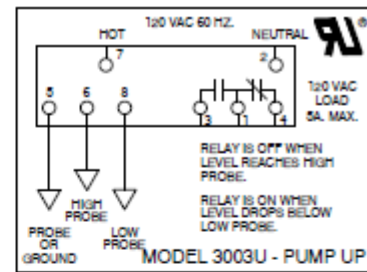 120 VAC 60 HZ.
HOT
NEUTRAL
7
2
120 VAC
LOAD
5A. MAX.
5 6 8
3 1 4
RELAY IS OFF WHEN
LEVEL REACHES HIGH
PROBE.
RELAY IS ON WHEN
LEVEL DROPS BELOW
LOW PROBE.
HIGH
PROBE
PROBE
OR
GROUND
LOW
PROBE
MODEL 3003U - PUMP UP